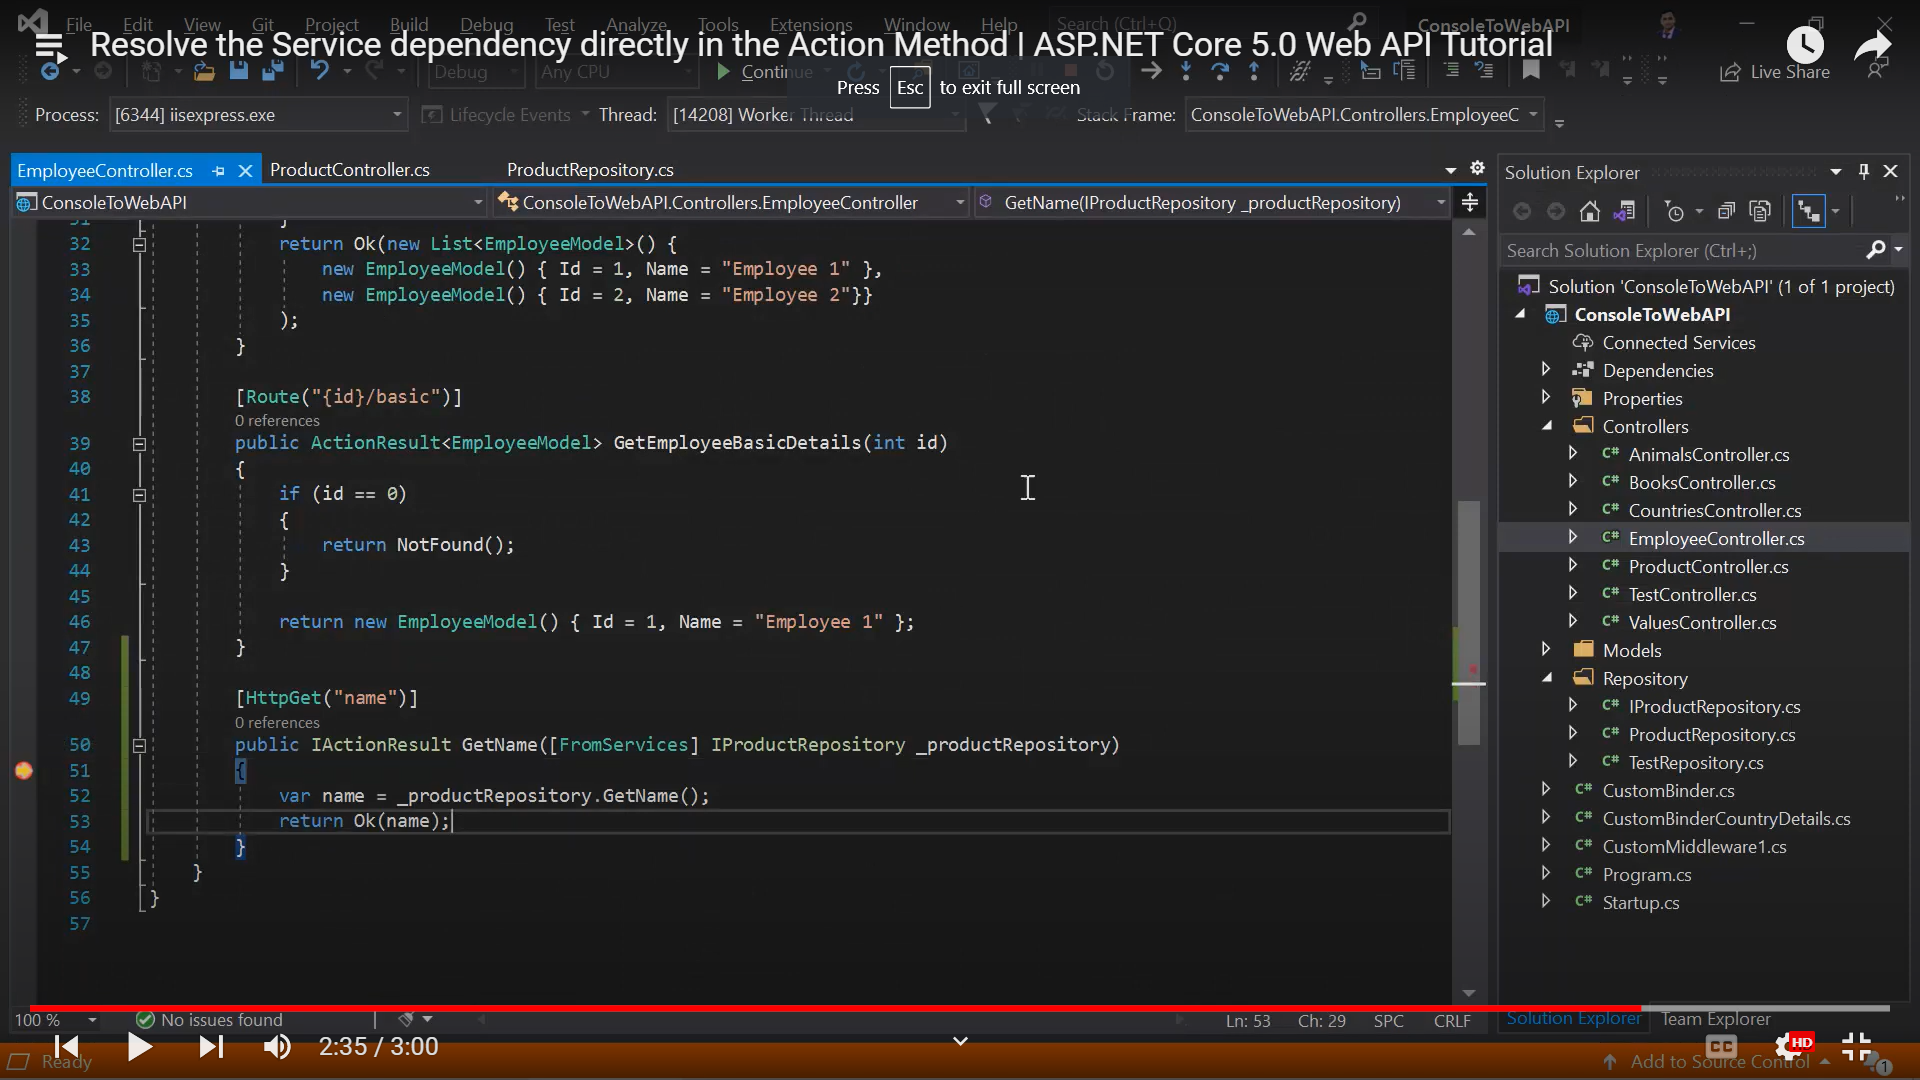 File Edit View Git Project Build Debug Test Analyze Tools Extensions Window Help Search (Ctrl+Q) ConsoleToWebAPI
Resolve the Service dependency directly in the Action Method | ASP.NET Core 5.0 Web API Tutorial
Debug Any CPU Continue Live Share
Press Esc to exit full screen
Process: [6344] iisexpress.exe Lifecycle Events Thread: [14208] Worker Thread Stack Frame: ConsoleToWebAPI.Controllers.EmployeeC
EmployeeController.cs ProductController.cs ProductRepository.cs
ConsoleToWebAPI ConsoleToWebAPI.Controllers.EmployeeController GetName(IProductRepository _productRepository)
31 }
32 return Ok(new List<EmployeeModel>() {
33 new EmployeeModel() { Id = 1, Name = "Employee 1" },
34 new EmployeeModel() { Id = 2, Name = "Employee 2"}}
35 );
36 }
37
38 [Route("{id}/basic")]
0 references
39 public ActionResult<EmployeeModel> GetEmployeeBasicDetails(int id)
40 {
41 if (id == 0)
42 {
43 return NotFound();
44 }
45
46 return new EmployeeModel() { Id = 1, Name = "Employee 1" };
47 }
48
49 [HttpGet("name")]
0 references
50 public IActionResult GetName([FromServices] IProductRepository _productRepository)
51 {
52 var name = _productRepository.GetName();
53 return Ok(name);
54 }
55 }
56 }
57
Solution Explorer
Search Solution Explorer (Ctrl+;)
Solution 'ConsoleToWebAPI' (1 of 1 project)
ConsoleToWebAPI
Connected Services
Dependencies
Properties
Controllers
C# AnimalsController.cs
C# BooksController.cs
C# CountriesController.cs
C# EmployeeController.cs
C# ProductController.cs
C# TestController.cs
C# ValuesController.cs
Models
Repository
C# IProductRepository.cs
C# ProductRepository.cs
C# TestRepository.cs
C# CustomBinder.cs
C# CustomBinderCountryDetails.cs
C# CustomMiddleware1.cs
C# Program.cs
C# Startup.cs
100 % No issues found Ln: 53 Ch: 29 SPC CRLF Solution Explorer Team Explorer
2:35 / 3:00 CC HD
Ready Add to Source Control 1